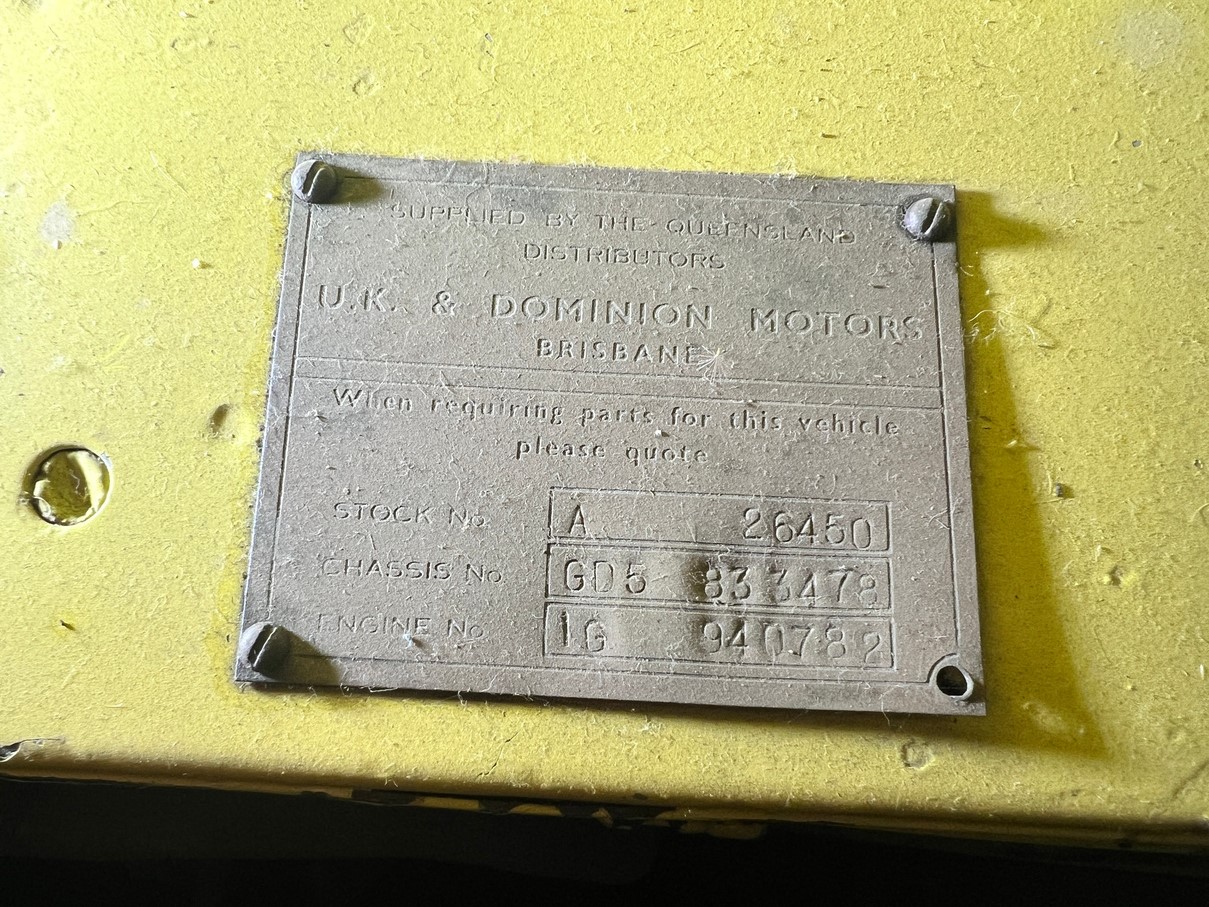 SUPPLIED BY THE QUEENSLAND
DISTRIBUTORS
U.K. & DOMINION MOTORS
BRISBANE
When requiring parts for this vehicle
please quote
STOCK No. A 26450
CHASSIS No. GD5 833478
ENGINE No. 1G 940782